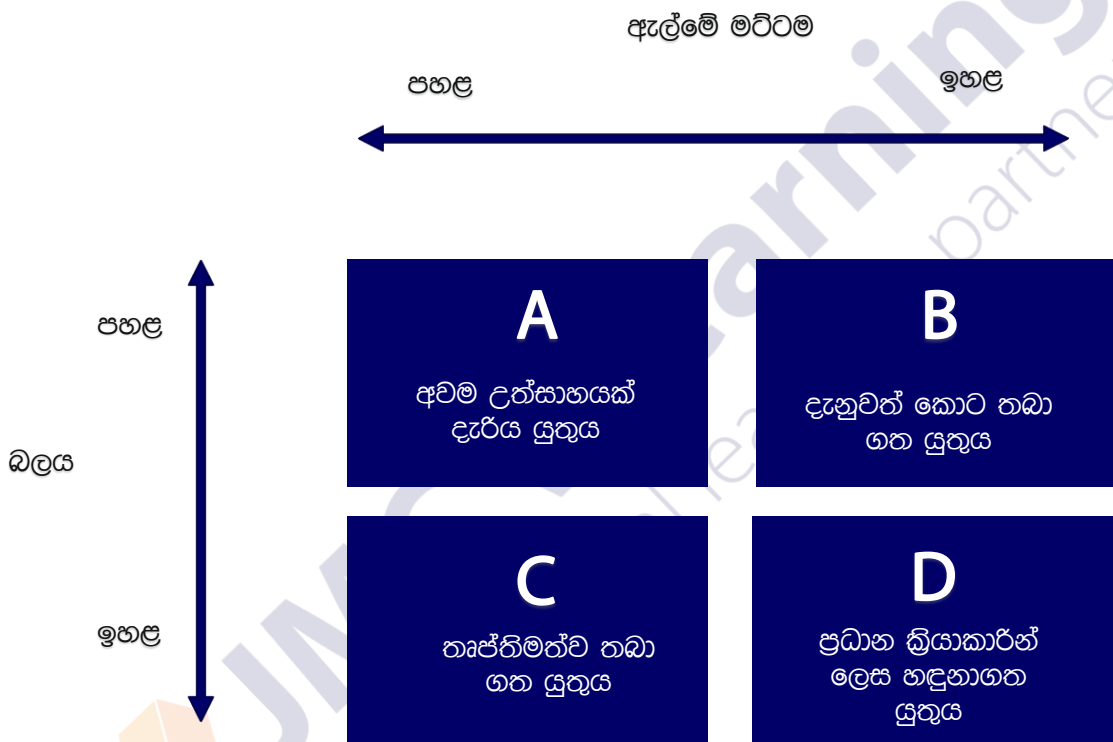 ඇල්මේ මට්ටම
පහළ
ඉහළ
පහළ
බලය
ඉහළ
A
අවම උත්සාහයක්
දැරිය යුතුය
B
දැනුවත් කොට තබා
ගත යුතුය
C
තෘප්තිමත්ව තබා
ගත යුතුය
D
ප්‍රධාන ක්‍රියාකාරීන්
ලෙස හඳුනාගත
යුතුය